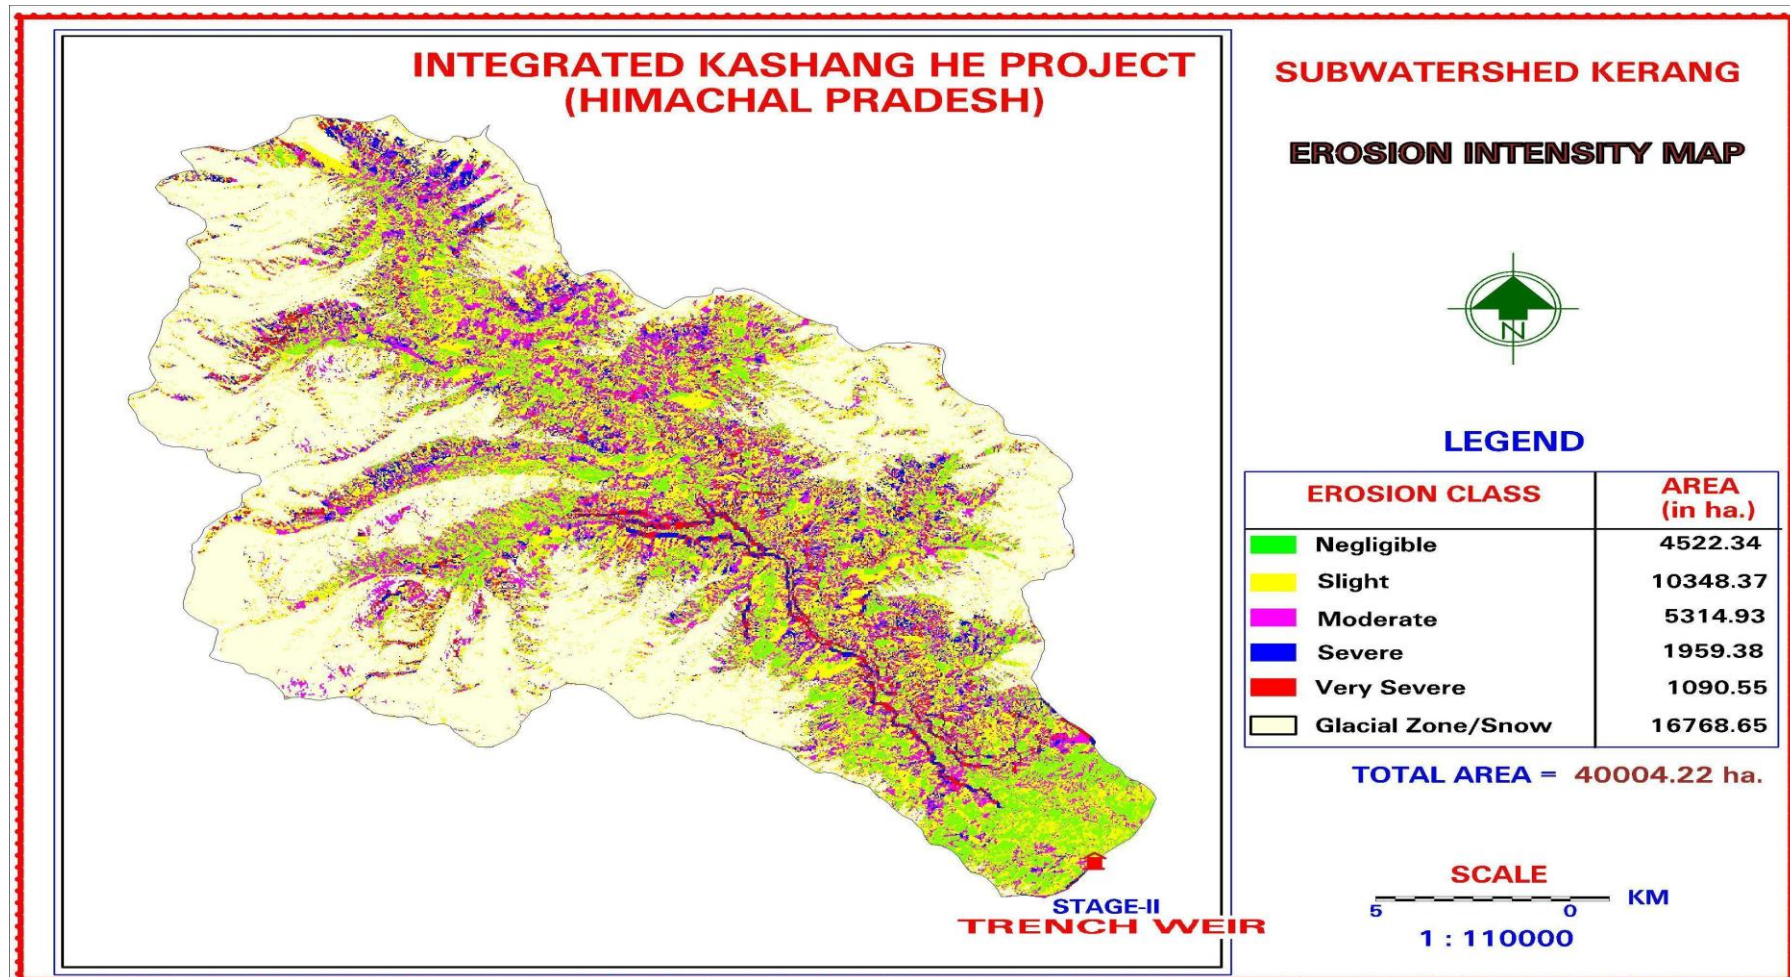 INTEGRATED KASHANG HE PROJECT
(HIMACHAL PRADESH)
SUBWATERSHED KERANG
EROSION INTENSITY MAP
N
LEGEND
EROSION CLASS AREA (in ha.)
Negligible 4522.34
Slight 10348.37
Moderate 5314.93
Severe 1959.38
Very Severe 1090.55
Glacial Zone/Snow 16768.65
TOTAL AREA = 40004.22 ha.
STAGE-II
TRENCH WEIR
SCALE
5 0 KM
1 : 110000